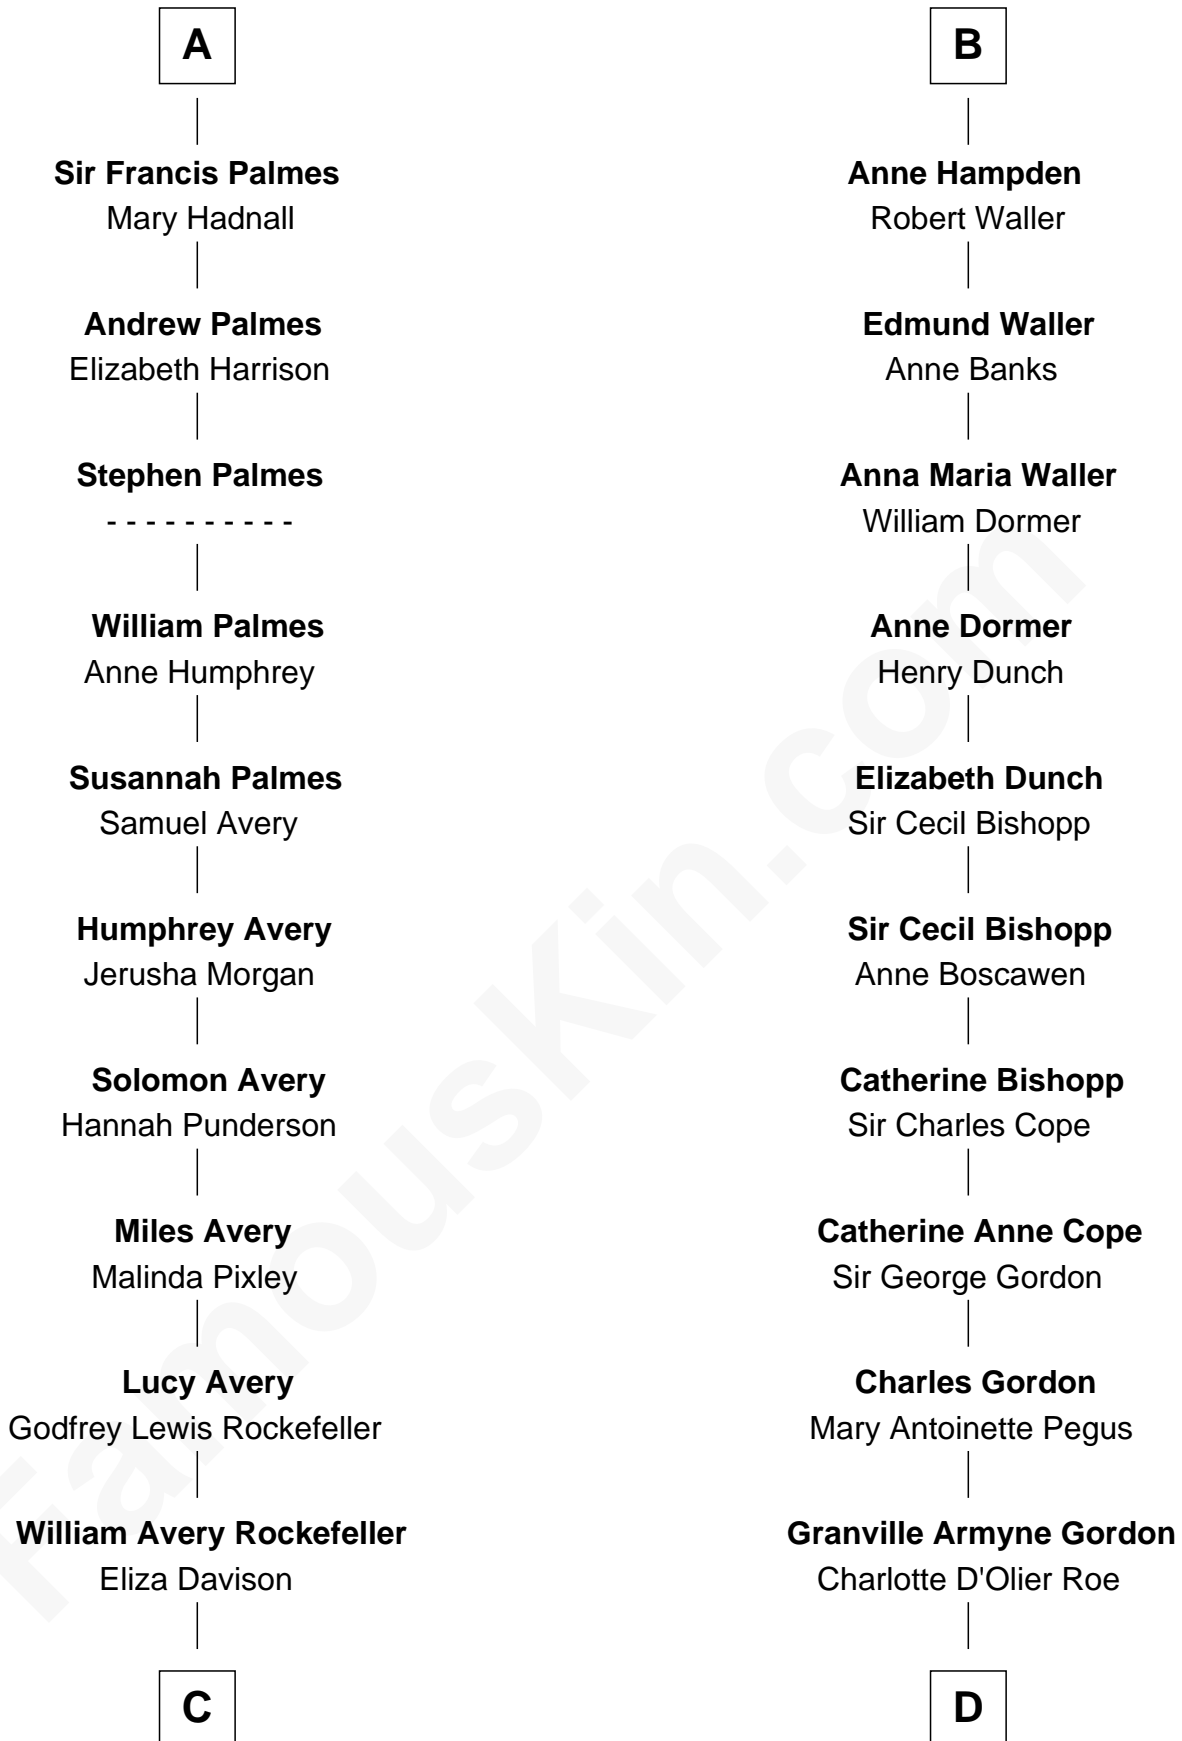 A
Sir Francis Palmes
Mary Hadnall
Andrew Palmes
Elizabeth Harrison
Stephen Palmes
- - - - - - - - - -
William Palmes
Anne Humphrey
Susannah Palmes
Samuel Avery
Humphrey Avery
Jerusha Morgan
Solomon Avery
Hannah Punderson
Miles Avery
Malinda Pixley
Lucy Avery
Godfrey Lewis Rockefeller
William Avery Rockefeller
Eliza Davison
C
B
Anne Hampden
Robert Waller
Edmund Waller
Anne Banks
Anna Maria Waller
William Dormer
Anne Dormer
Henry Dunch
Elizabeth Dunch
Sir Cecil Bishopp
Sir Cecil Bishopp
Anne Boscawen
Catherine Bishopp
Sir Charles Cope
Catherine Anne Cope
Sir George Gordon
Charles Gordon
Mary Antoinette Pegus
Granville Armyne Gordon
Charlotte D'Olier Roe
D
FamousKin.com